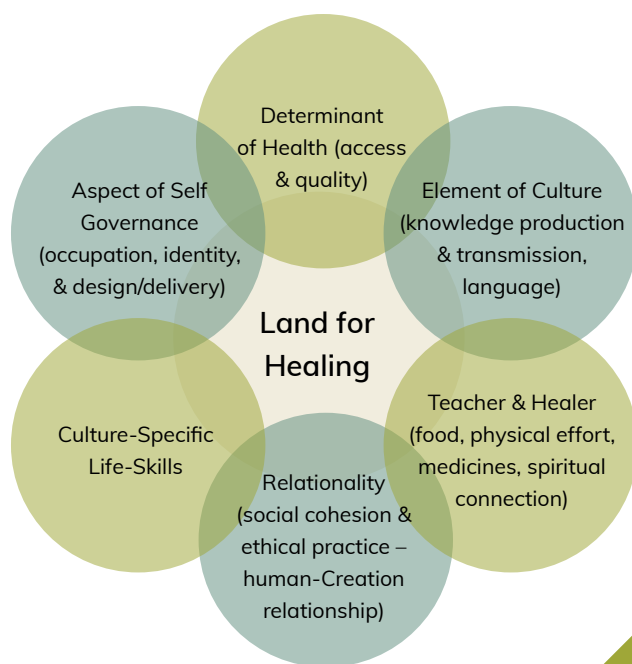 Determinant
of Health (access
& quality)
Aspect of Self
Governance
(occupation, identity,
& design/delivery)
Element of Culture
(knowledge production
& transmission,
language)
Land for
Healing
Culture-Specific
Life-Skills
Teacher & Healer
(food, physical effort,
medicines, spiritual
connection)
Relationality
(social cohesion &
ethical practice –
human-Creation
relationship)